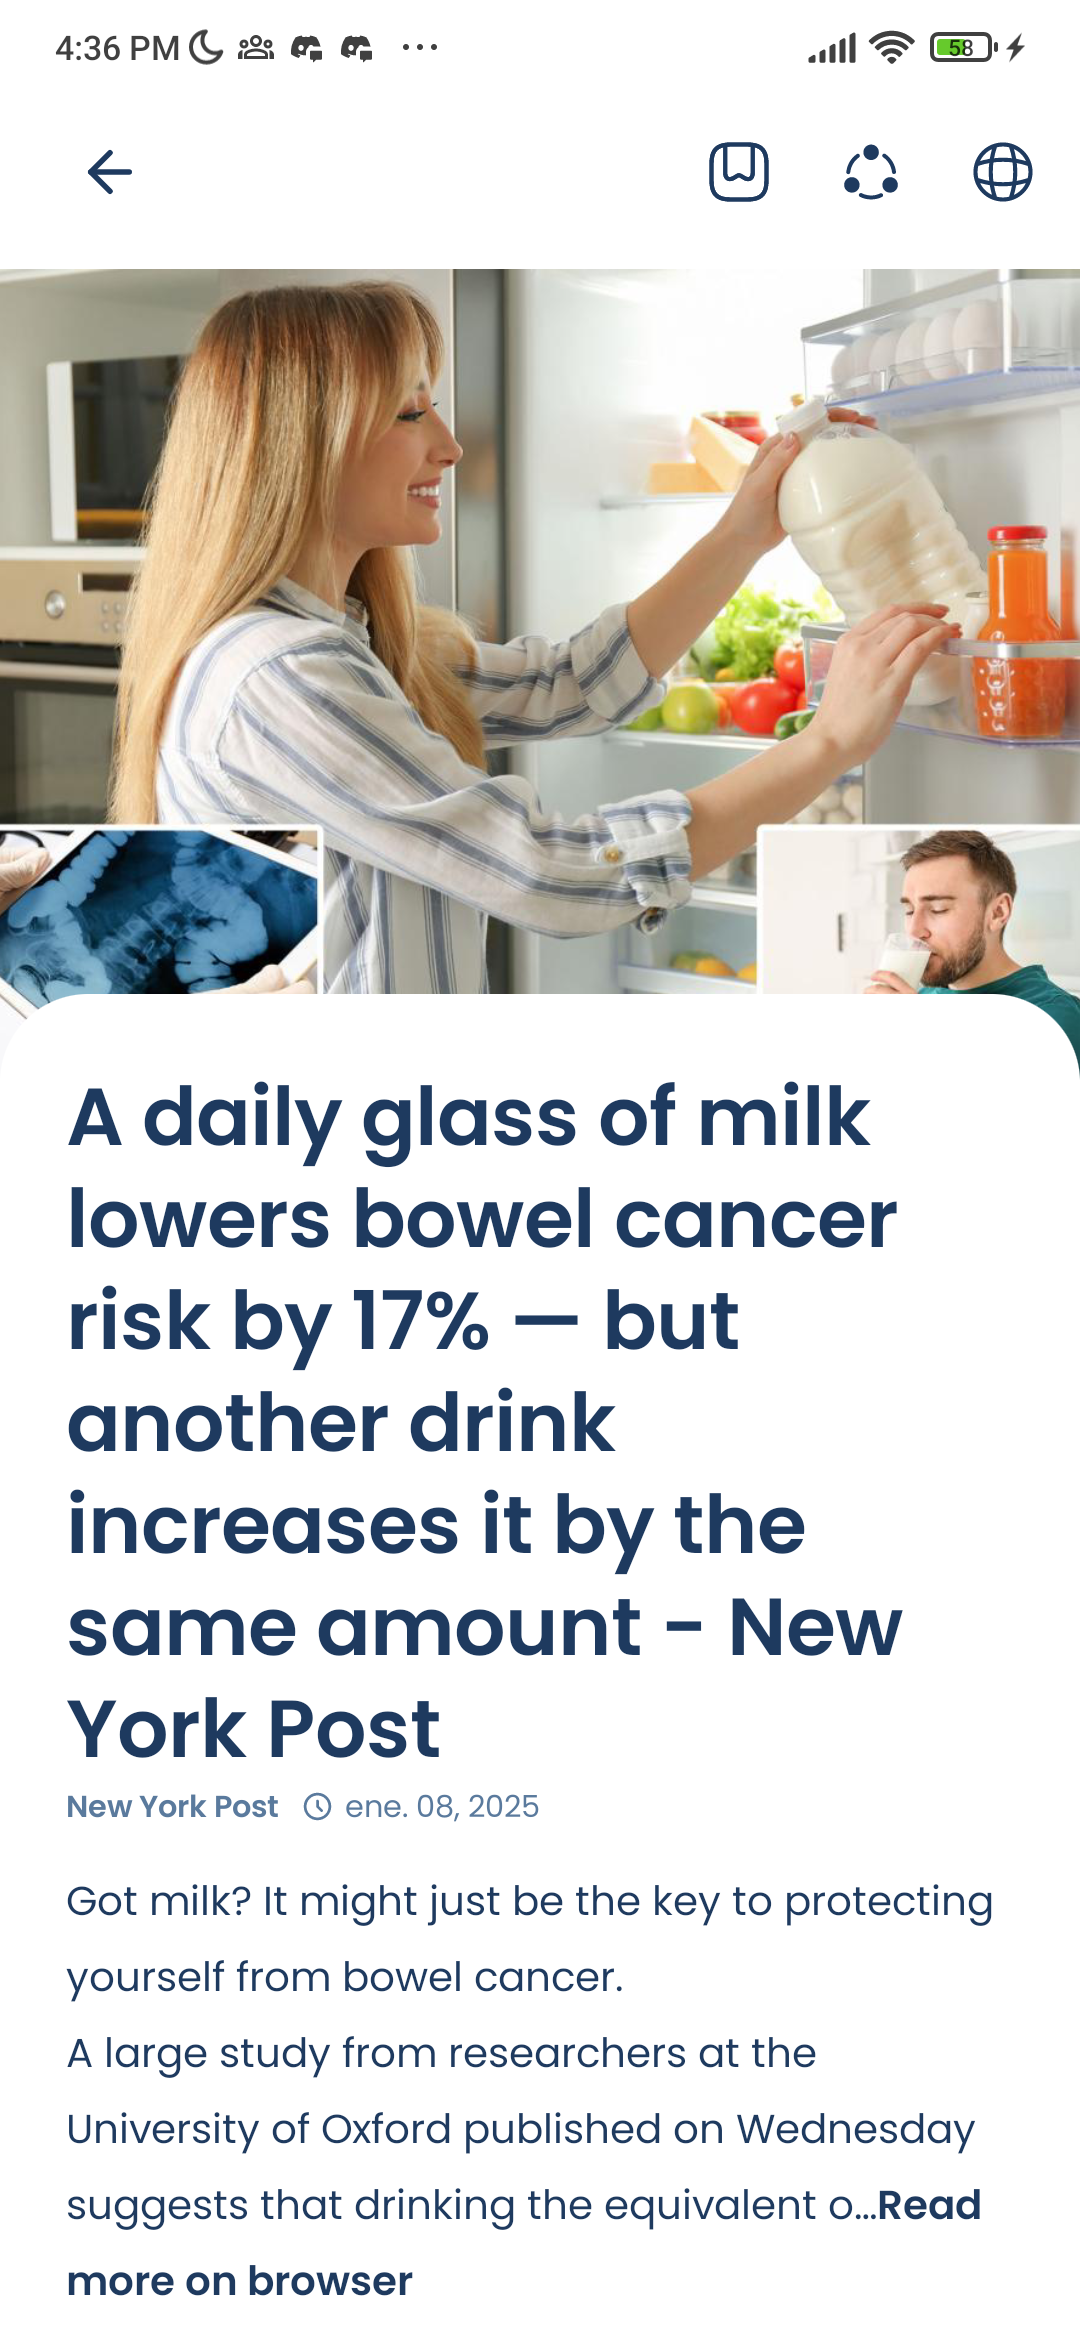 4:36 PM
58
A daily glass of milk
lowers bowel cancer
risk by 17% — but
another drink
increases it by the
same amount - New
York Post
New York Post ene. 08, 2025
Got milk? It might just be the key to protecting
yourself from bowel cancer.
A large study from researchers at the
University of Oxford published on Wednesday
suggests that drinking the equivalent o...Read
more on browser